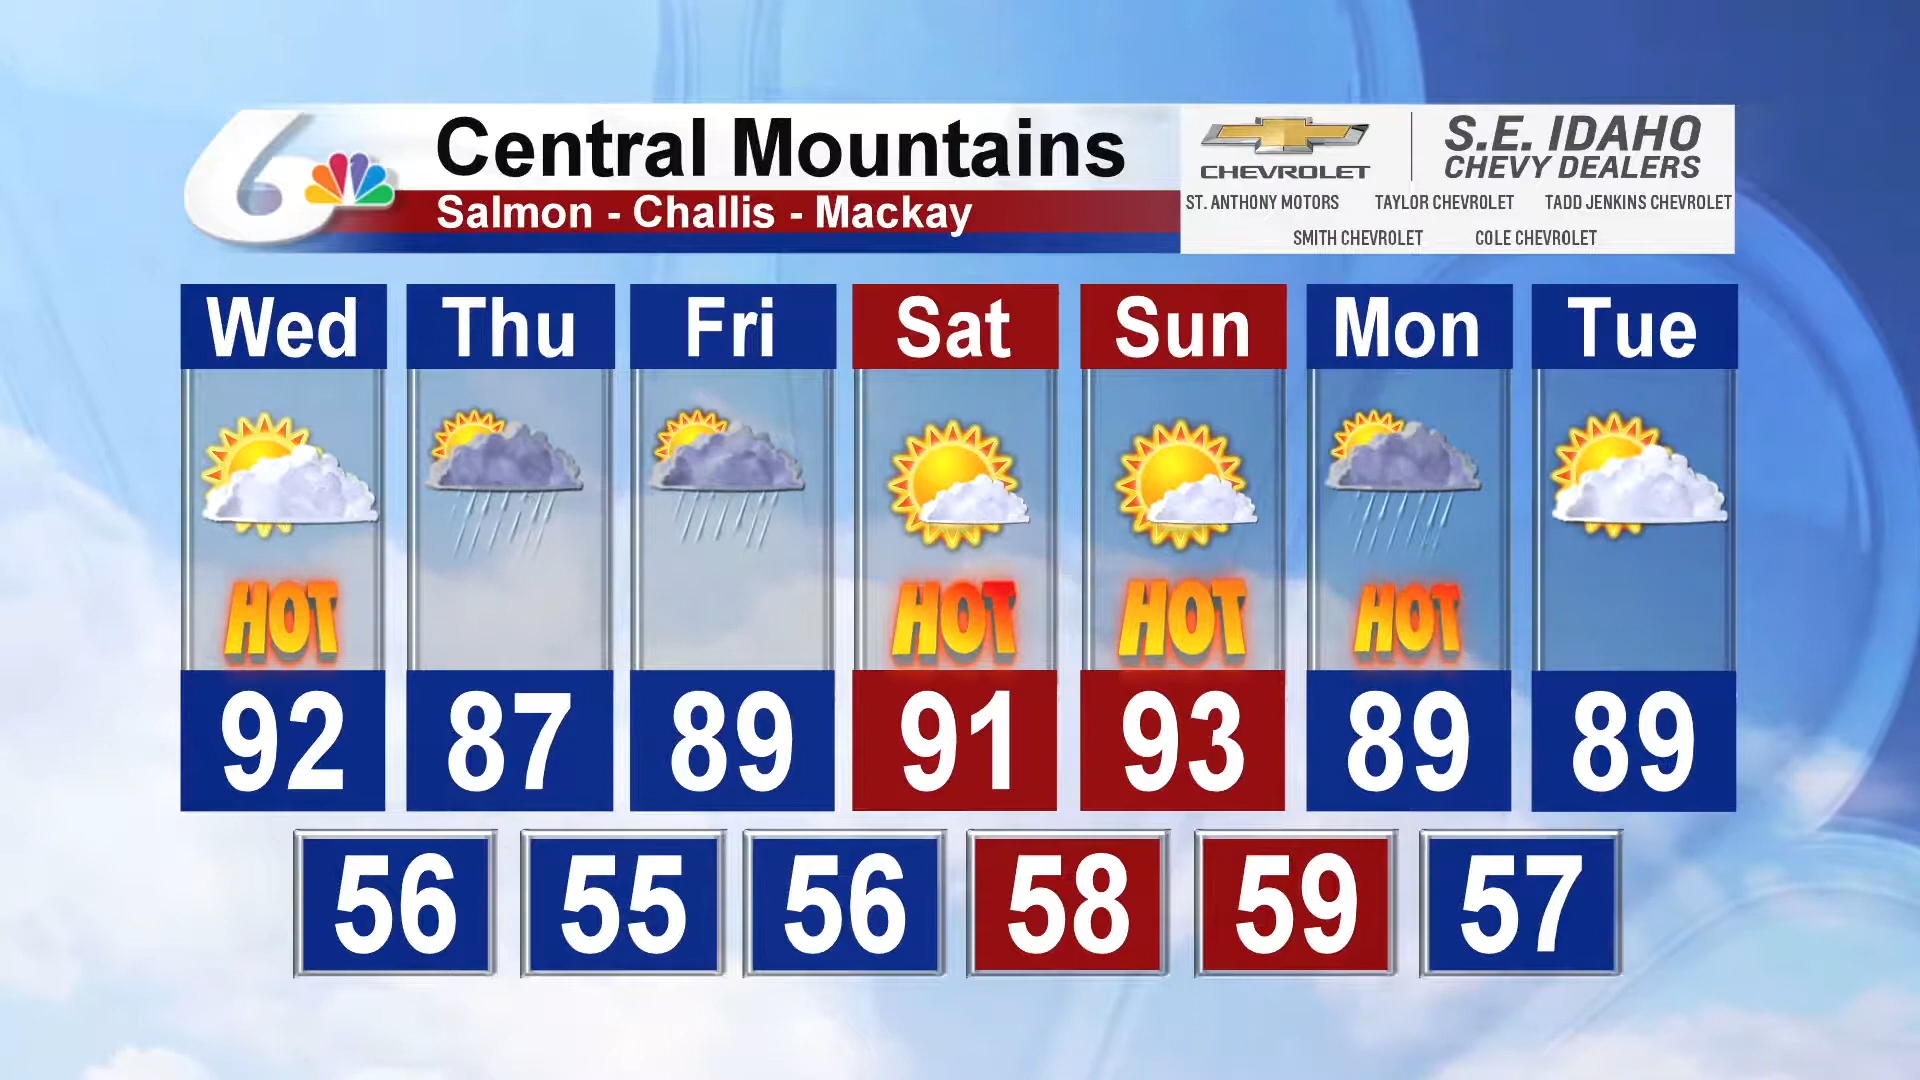 6
Central Mountains
Salmon - Challis - Mackay
CHEVROLET
S.E. IDAHO
CHEVY DEALERS
ST. ANTHONY MOTORS TAYLOR CHEVROLET TADD JENKINS CHEVROLET
SMITH CHEVROLET COLE CHEVROLET
Wed Thu Fri Sat Sun Mon Tue
HOT HOT HOT HOT
92 87 89 91 93 89 89
56 55 56 58 59 57